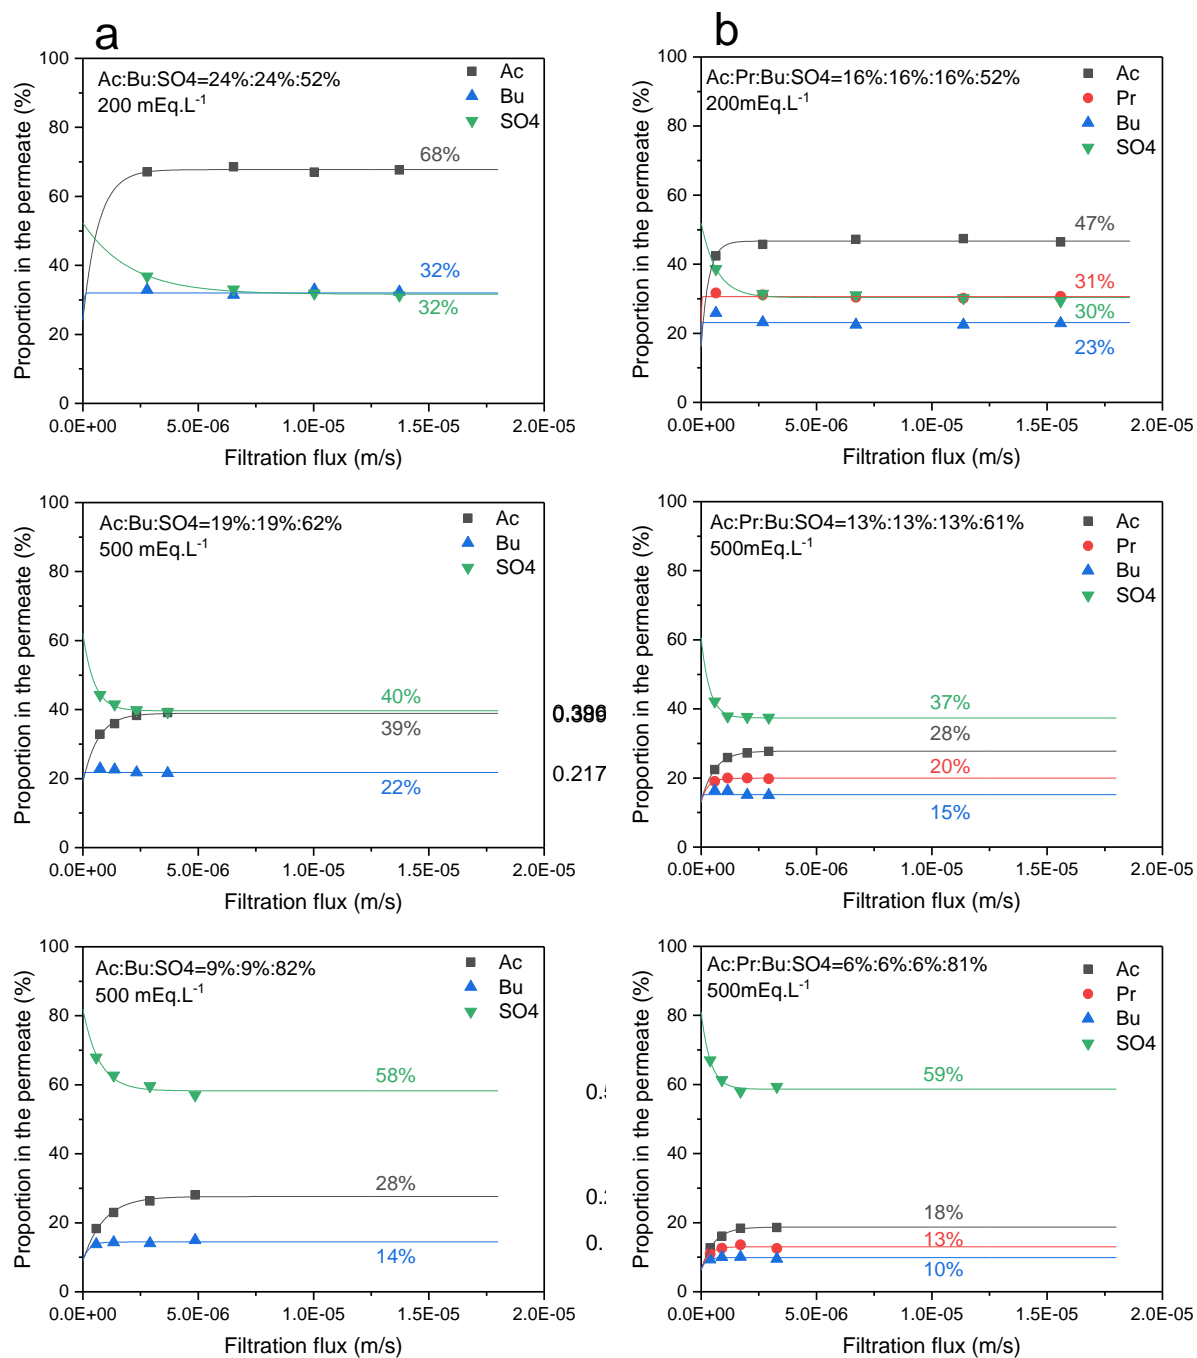 a
Ac:Bu:SO4=24%:24%:52%
200 mEq.L-1
Ac
Bu
SO4
68%
32%
32%
Proportion in the permeate (%)
100
80
60
40
20
0
0.0E+00 5.0E-06 1.0E-05 1.5E-05 2.0E-05
Filtration flux (m/s)
b
Ac:Pr:Bu:SO4=16%:16%:16%:52%
200mEq.L-1
Ac
Pr
Bu
SO4
47%
31%
30%
23%
Proportion in the permeate (%)
100
80
60
40
20
0
0.0E+00 5.0E-06 1.0E-05 1.5E-05 2.0E-05
Filtration flux (m/s)
Ac:Bu:SO4=19%:19%:62%
500 mEq.L-1
Ac
Bu
SO4
40%
39%
22%
0.217
Proportion in the permeate (%)
100
80
60
40
20
0
0.0E+00 5.0E-06 1.0E-05 1.5E-05 2.0E-05
Filtration flux (m/s)
Ac:Pr:Bu:SO4=13%:13%:13%:61%
500mEq.L-1
Ac
Pr
Bu
SO4
37%
28%
20%
15%
Proportion in the permeate (%)
100
80
60
40
20
0
0.0E+00 5.0E-06 1.0E-05 1.5E-05 2.0E-05
Filtration flux (m/s)
Ac:Bu:SO4=9%:9%:82%
500 mEq.L-1
Ac
Bu
SO4
58%
28%
14%
Proportion in the permeate (%)
100
80
60
40
20
0
0.0E+00 5.0E-06 1.0E-05 1.5E-05 2.0E-05
Filtration flux (m/s)
Ac:Pr:Bu:SO4=6%:6%:6%:81%
500mEq.L-1
Ac
Pr
Bu
SO4
59%
18%
13%
10%
Proportion in the permeate (%)
100
80
60
40
20
0
0.0E+00 5.0E-06 1.0E-05 1.5E-05 2.0E-05
Filtration flux (m/s)